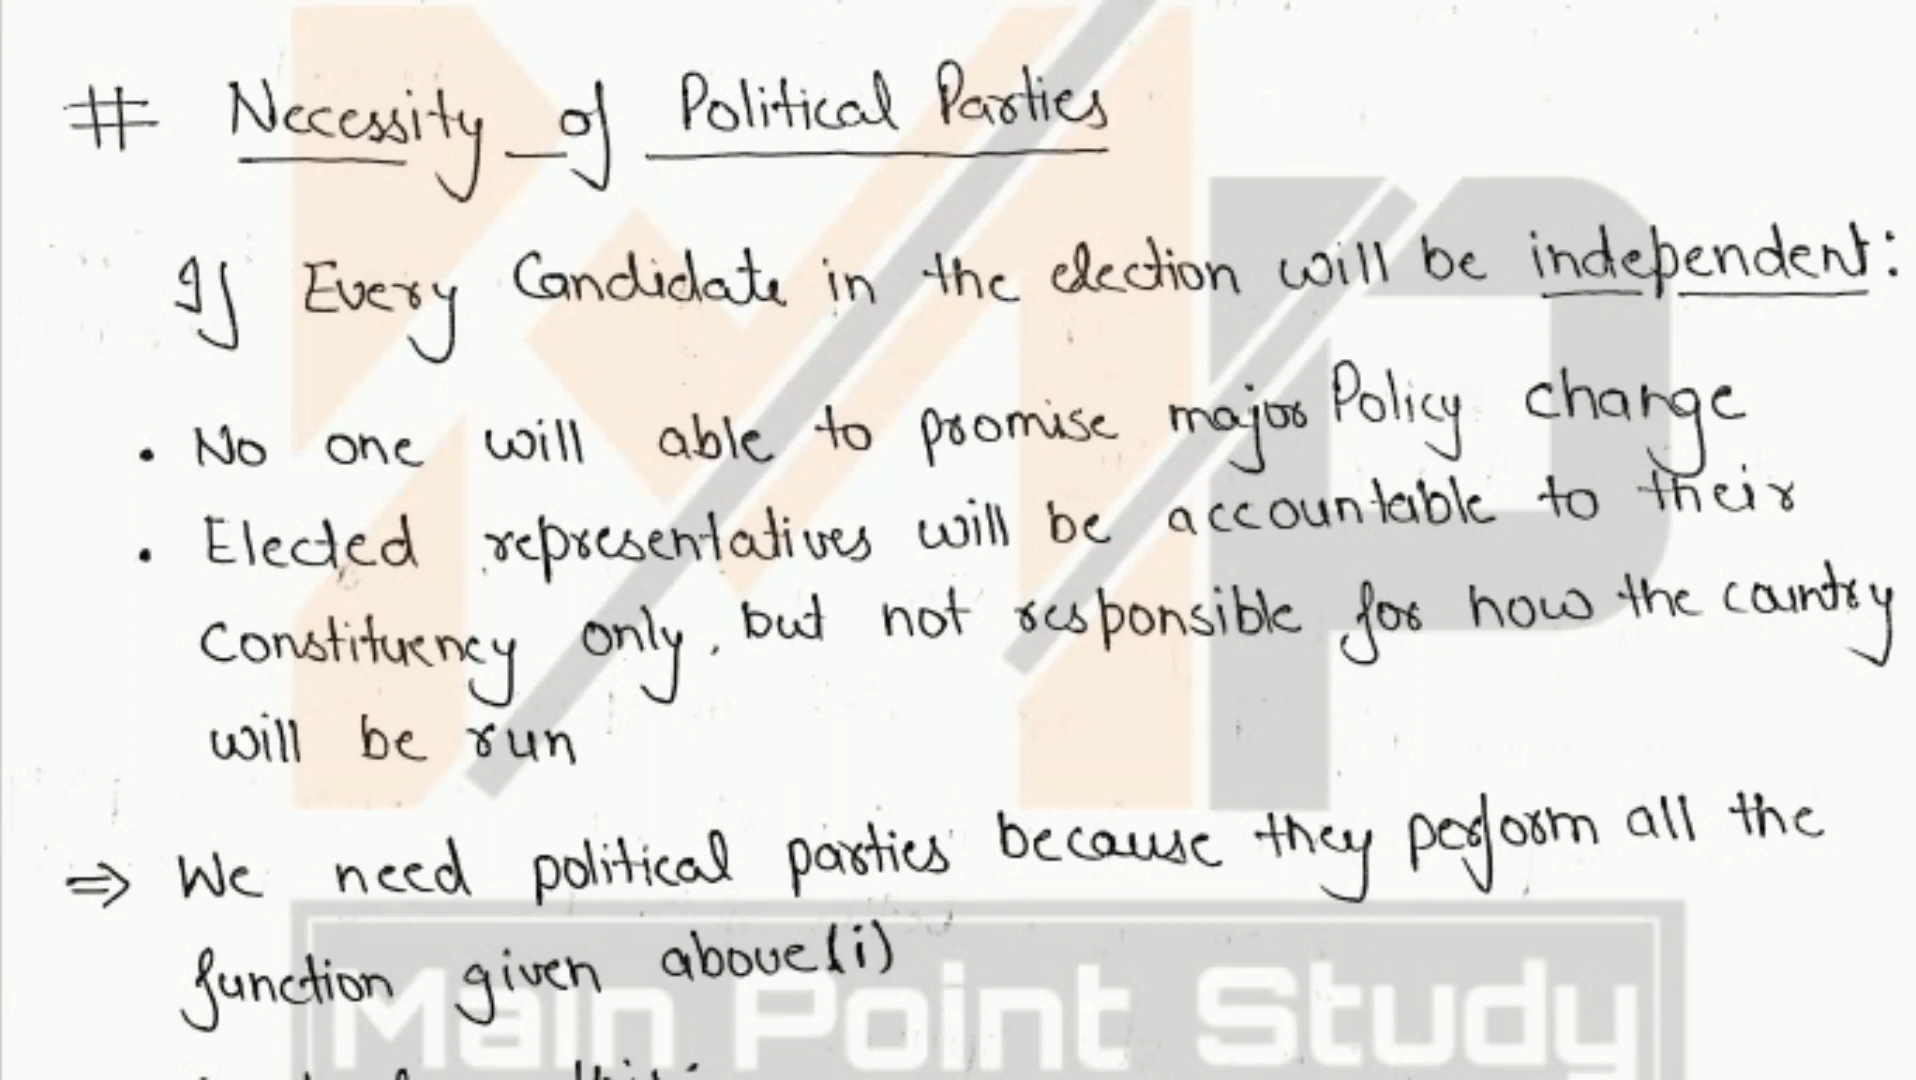 # Necessity of Political Parties
If Every Candidate in the election will be independent:
• No one will able to promise major Policy change
• Elected representatives will be accountable to their
Constituency only, but not responsible for how the country
will be run
⇒ We need political parties because they perform all the
function given above (i)
Main Point Study